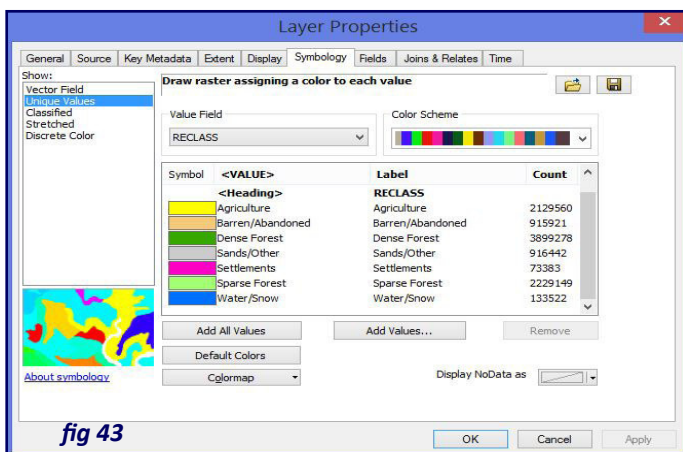 Layer Properties
General Source Key Metadata Extent Display Symbology Fields Joins & Relates Time
Show:
Vector Field
Unique Values
Classified
Stretched
Discrete Color
Draw raster assigning a color to each value
Value Field
RECLASS
Color Scheme
Symbol <VALUE> Label Count
<Heading> RECLASS
Agriculture Agriculture 2129560
Barren/Abandoned Barren/Abandoned 915921
Dense Forest Dense Forest 3899278
Sands/Other Sands/Other 916442
Settlements Settlements 73383
Sparse Forest Sparse Forest 2229149
Water/Snow Water/Snow 133522
Add All Values Add Values... Remove
Default Colors
Colormap Display NoData as
About symbology
fig 43
OK Cancel Apply